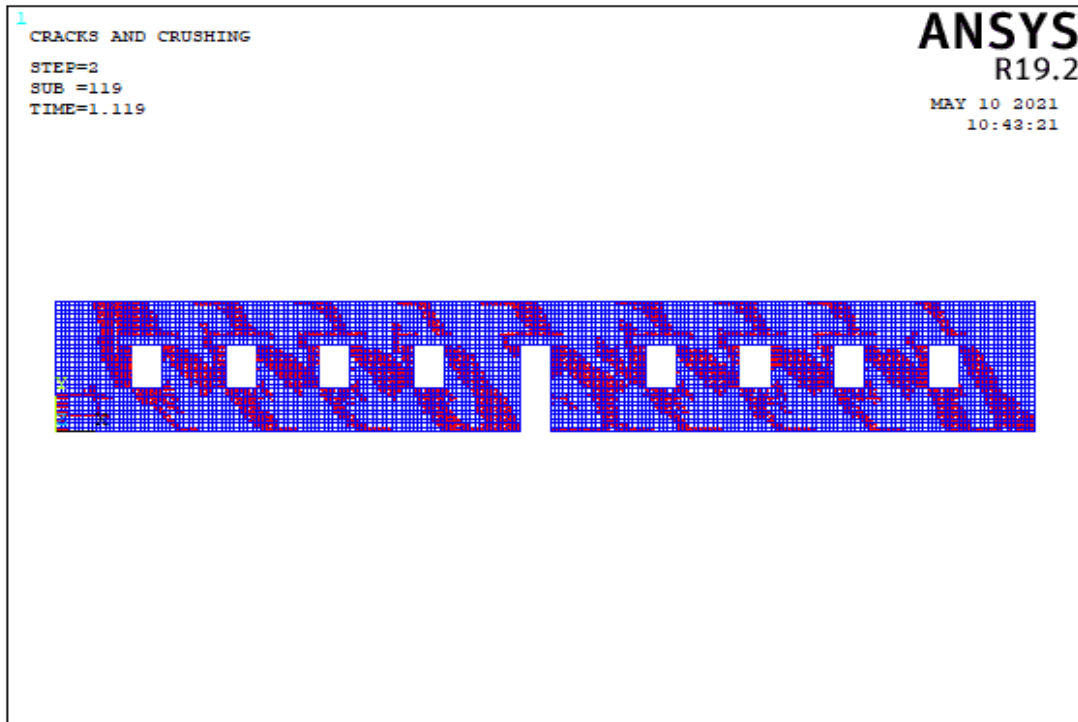 1
CRACKS AND CRUSHING
STEP=2
SUB =119
TIME=1.119
ANSYS
R19.2
MAY 10 2021
10:43:21